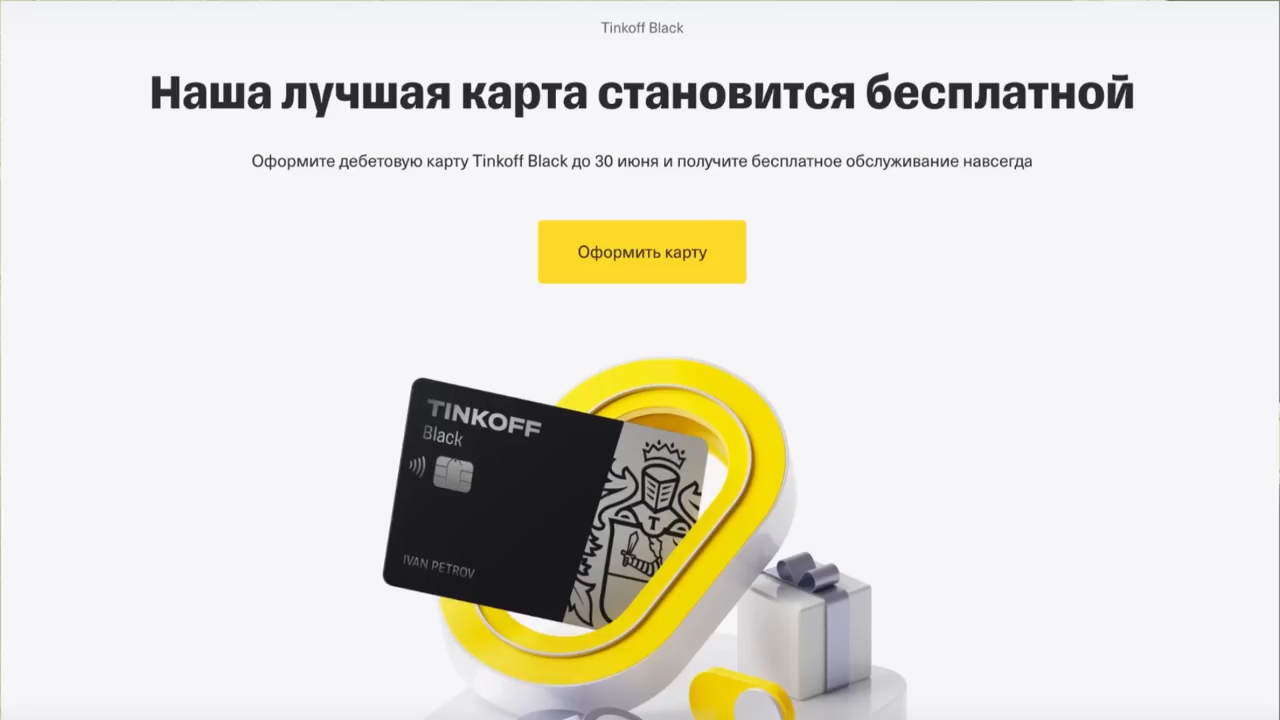 Tinkoff Black
Наша лучшая карта становится бесплатной
Оформите дебетовую карту Tinkoff Black до 30 июня и получите бесплатное обслуживание навсегда
Оформить карту
TINKOFF
Black
T
IVAN PETROV